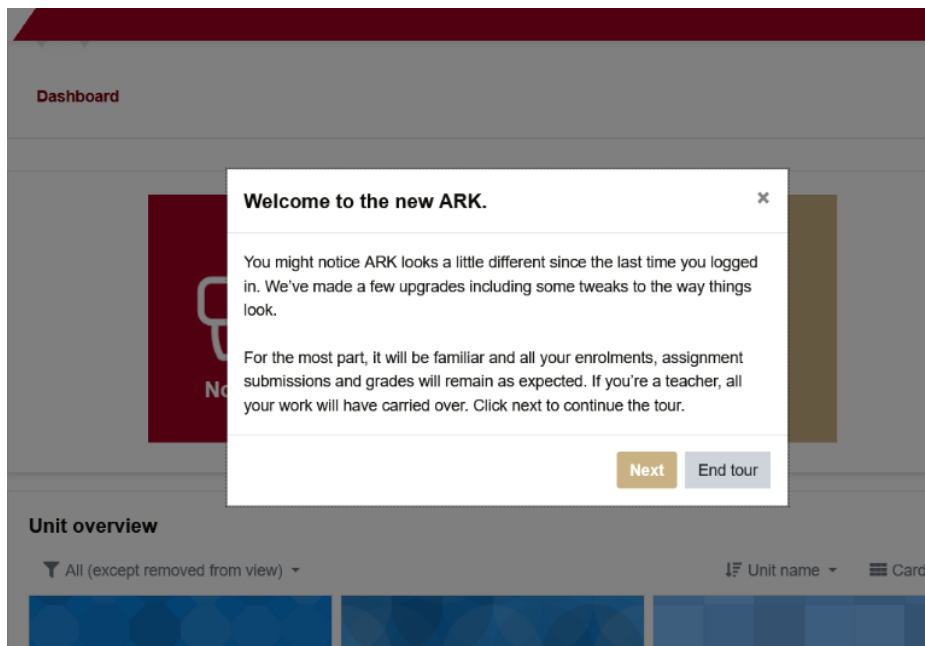 Dashboard
Welcome to the new ARK.
×
You might notice ARK looks a little different since the last time you logged
in. We've made a few upgrades including some tweaks to the way things
look.
For the most part, it will be familiar and all your enrolments, assignment
submissions and grades will remain as expected. If you're a teacher, all
your work will have carried over. Click next to continue the tour.
No
Next End tour
Unit overview
All (except removed from view) Unit name Card